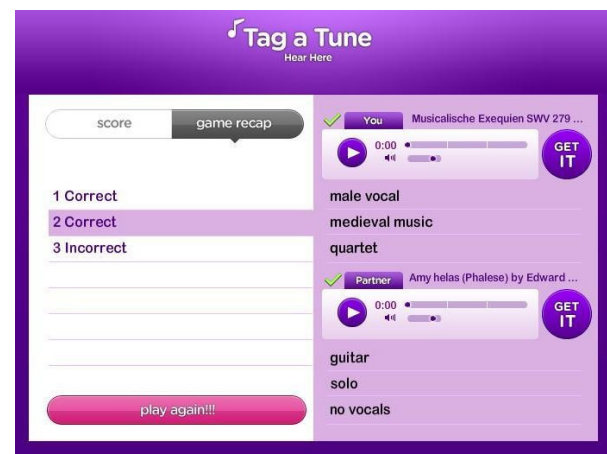 Tag a Tune
Hear Here
score
game recap
1 Correct
2 Correct
3 Incorrect
play again!!!
You
Musicalische Exequien SWV 279 ...
0:00
GET
IT
male vocal
medieval music
quartet
Partner
Amy helas (Phalese) by Edward ...
0:00
GET
IT
guitar
solo
no vocals